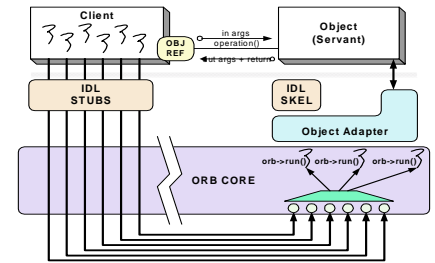 Client
Object
(Servant)
OBJ
REF
in args
operation()
out args + return
IDL
STUBS
IDL
SKEL
Object Adapter
orb->run() orb->run() orb->run()
ORB CORE